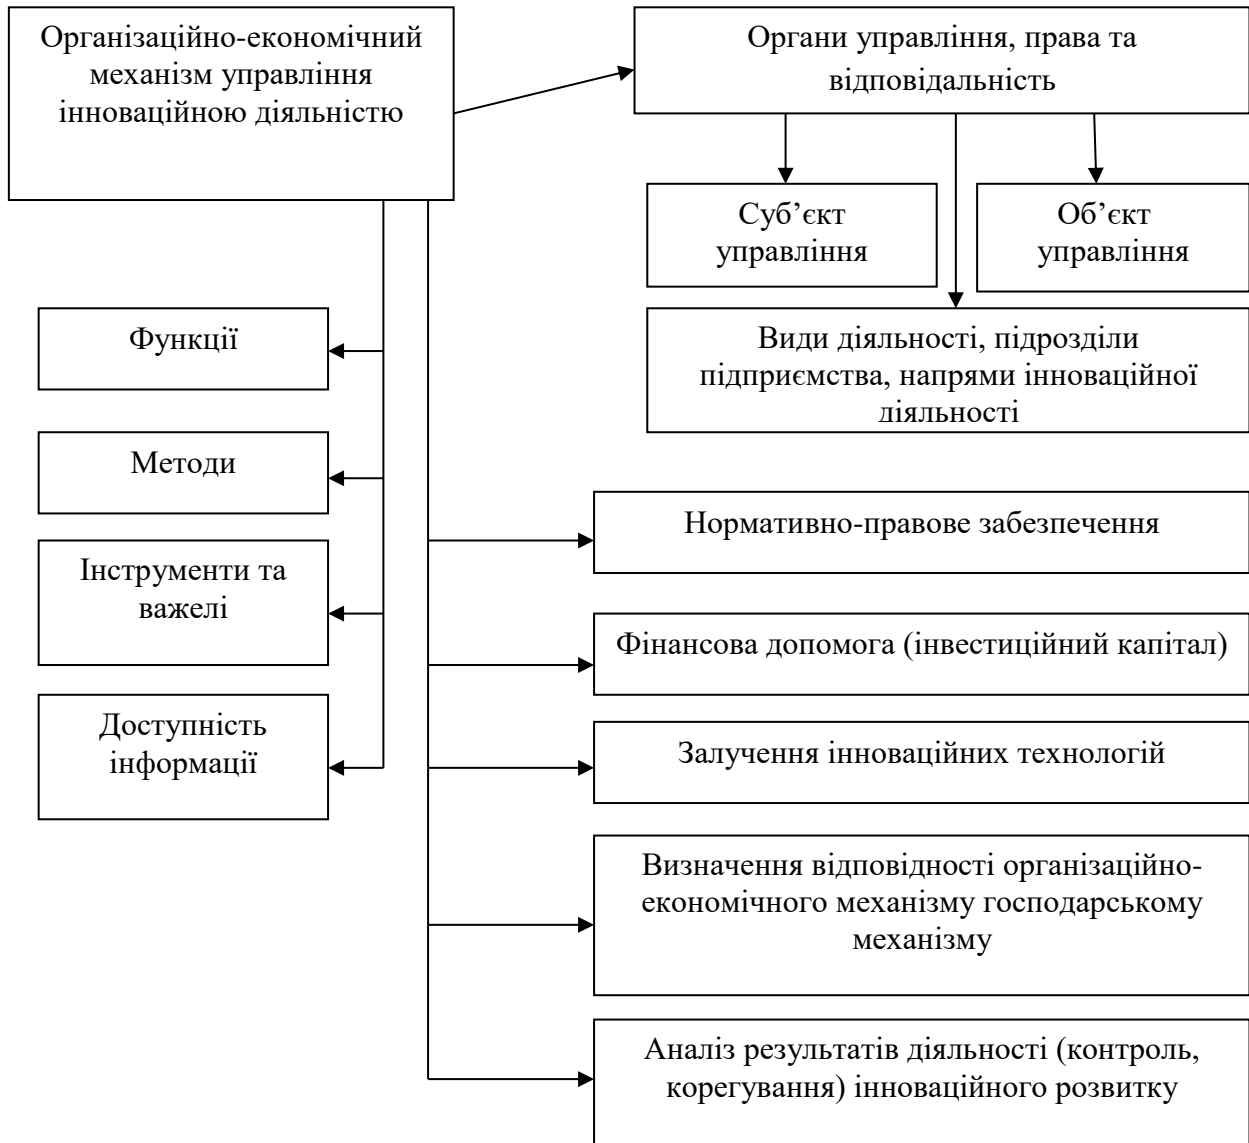 Організаційно-економічний
механізм управління
інноваційною діяльністю
Органи управління, права та
відповідальність
Суб’єкт
управління
Об’єкт
управління
Види діяльності, підрозділи
підприємства, напрями інноваційної
діяльності
Функції
Методи
Інструменти та
важелі
Доступність
інформації
Нормативно-правове забезпечення
Фінансова допомога (інвестиційний капітал)
Залучення інноваційних технологій
Визначення відповідності організаційно-
економічного механізму господарському
механізму
Аналіз результатів діяльності (контроль,
корегування) інноваційного розвитку